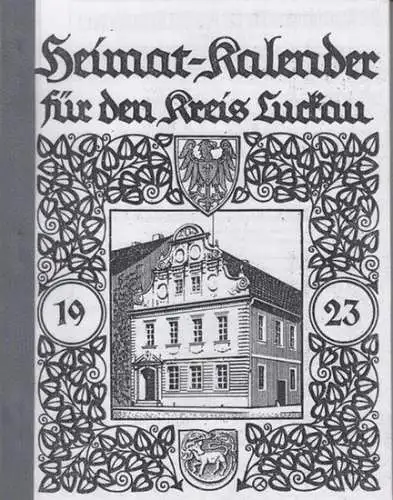 Heimat-Kalender
für den Kreis Luckau
19 23